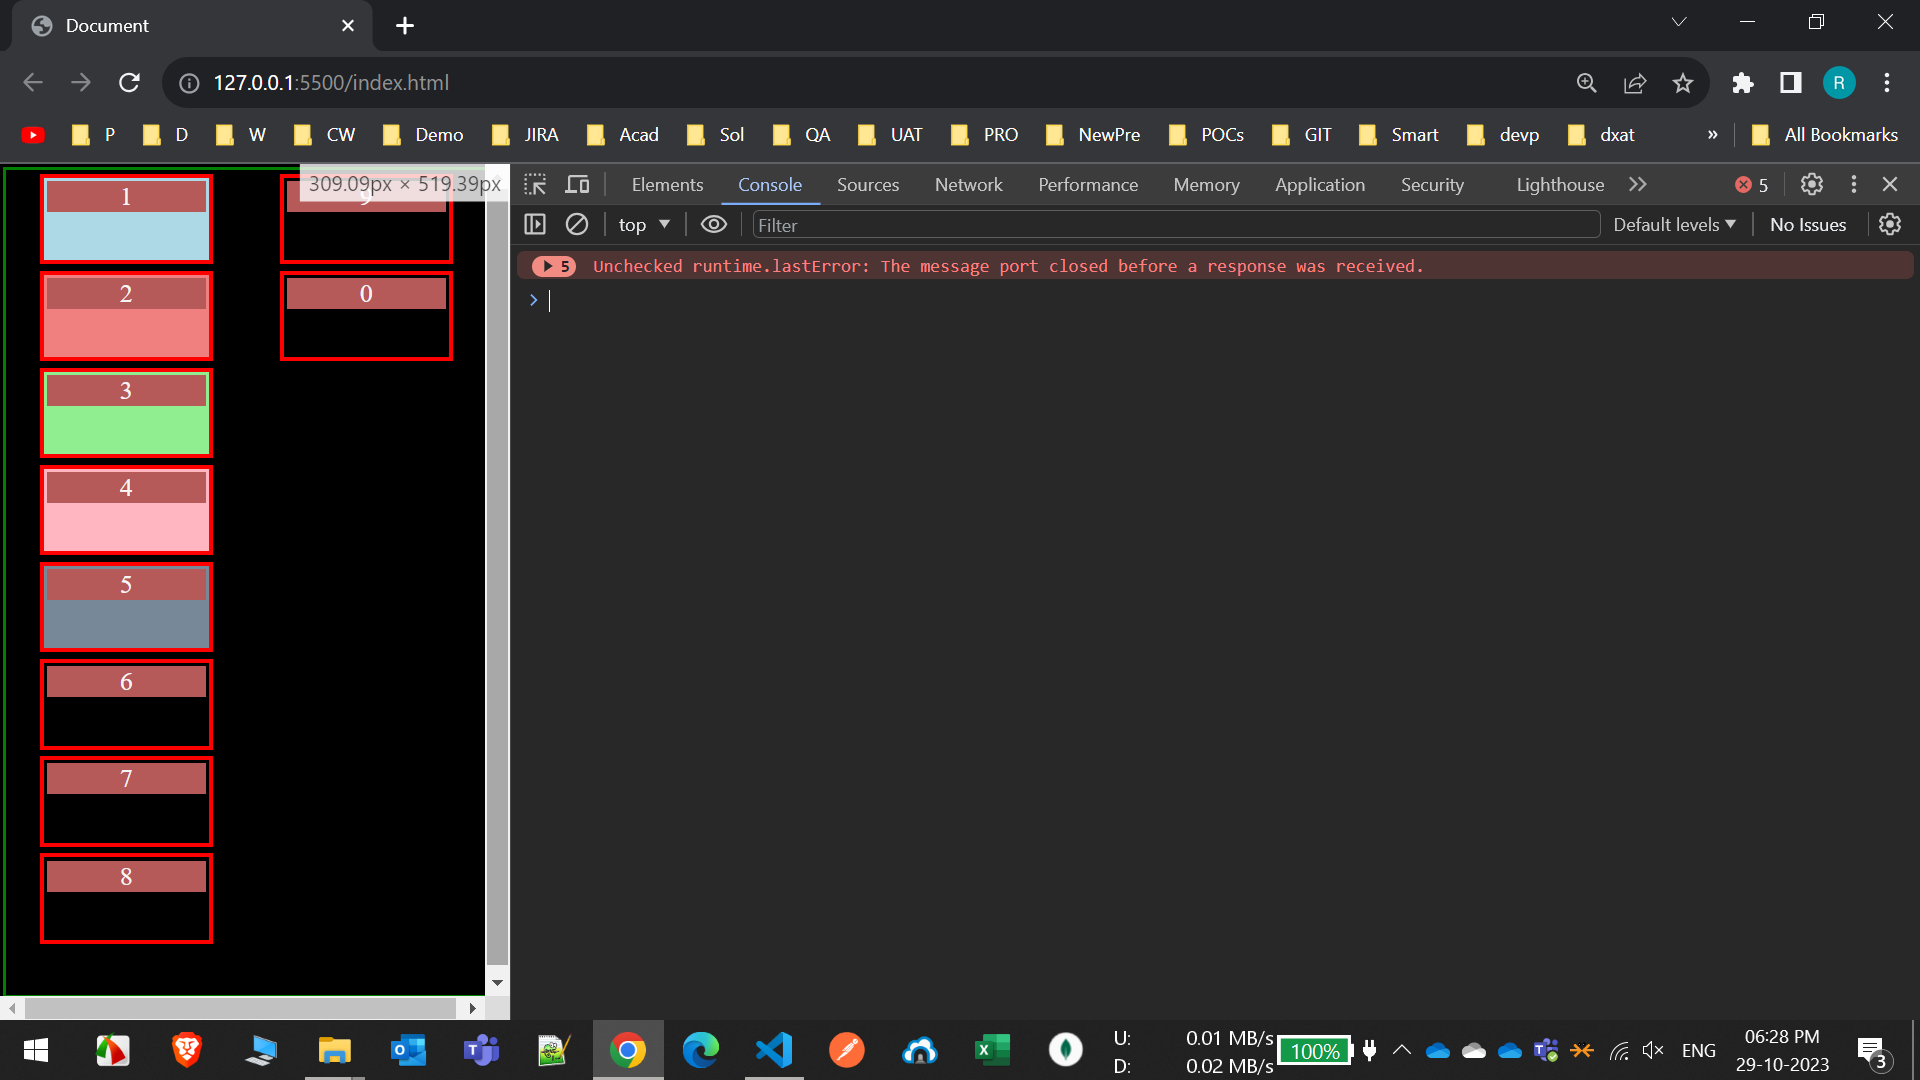 Document
127.0.0.1:5500/index.html
R
P D W CW Demo JIRA Acad Sol QA UAT PRO NewPre POCs GIT Smart devp dxat » All Bookmarks
309.09px × 519.39px
Elements Console Sources Network Performance Memory Application Security Lighthouse 5
top Filter Default levels No Issues
5 Unchecked runtime.lastError: The message port closed before a response was received.
1
2
3
4
5
6
7
8
9
0
U: 0.01 MB/s
D: 0.02 MB/s
100%
ENG
06:28 PM
29-10-2023
3